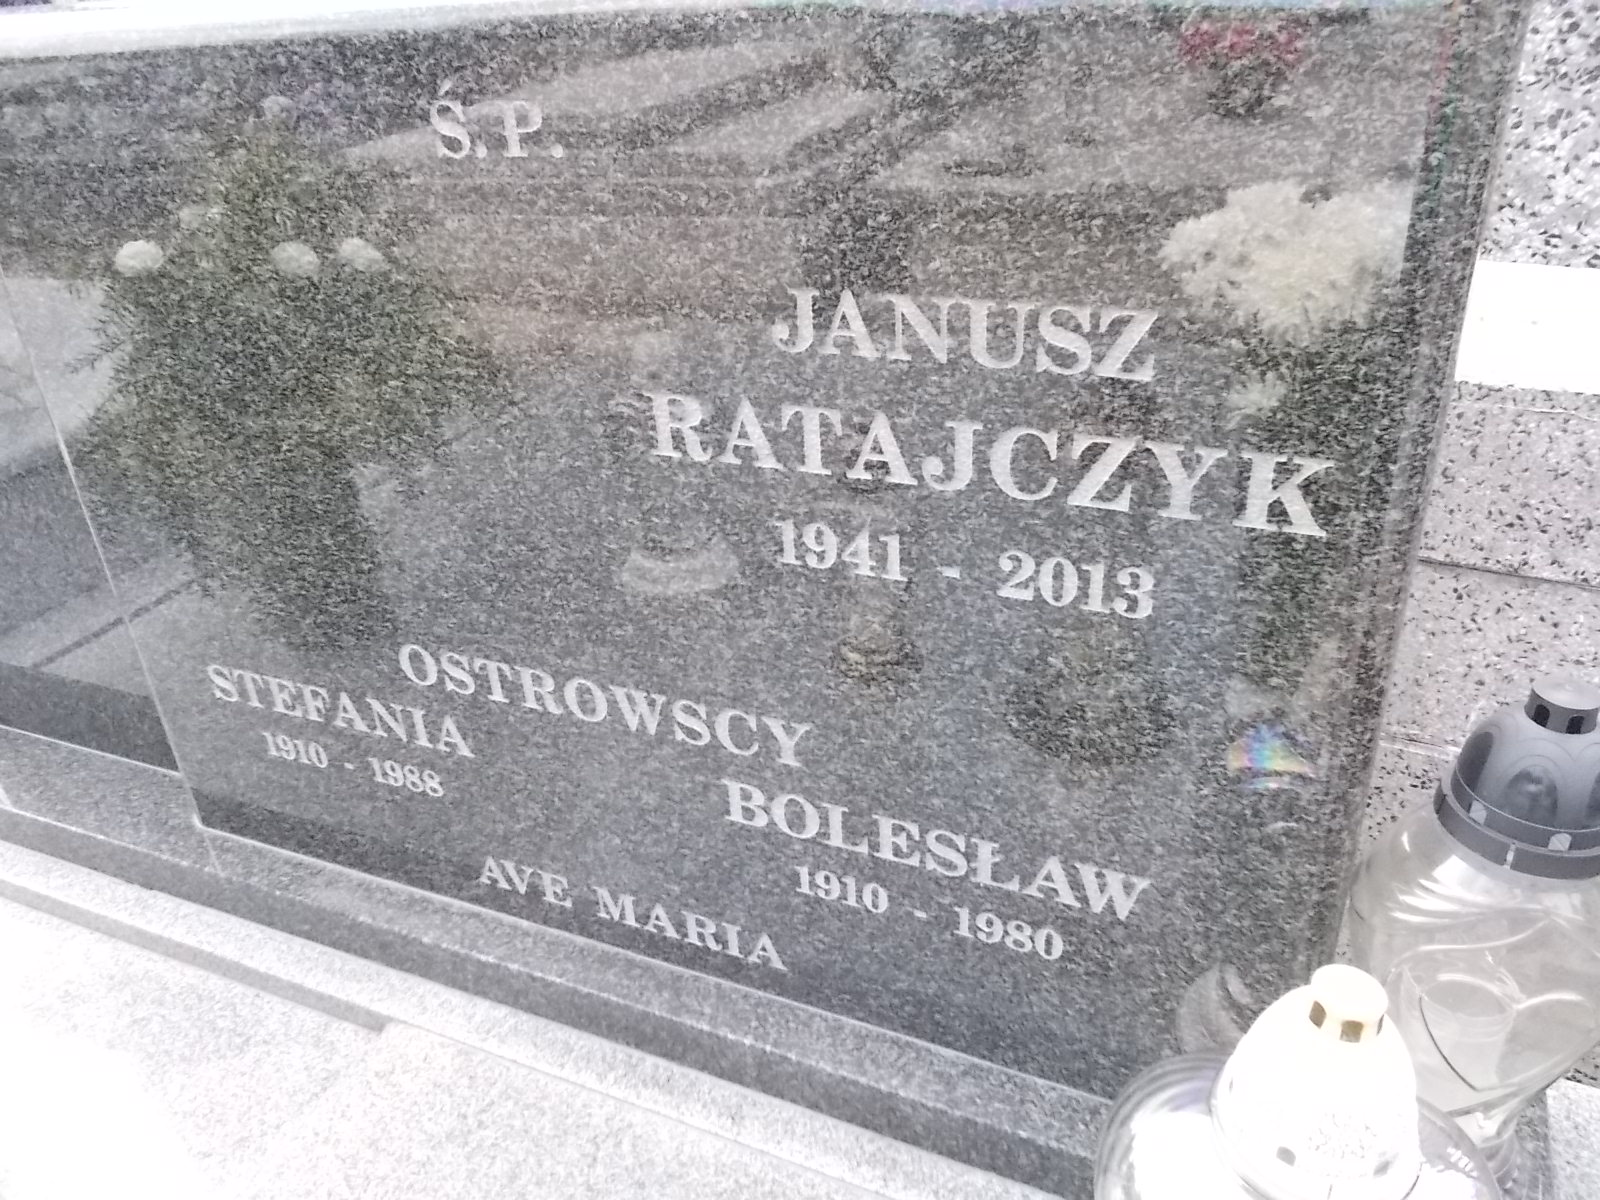 Ś.P.
JANUSZ
RATAJCZYK
1941 - 2013
OSTROWSCY
STEFANIA
1910 - 1988
BOLESŁAW
1910 - 1980
AVE MARIA